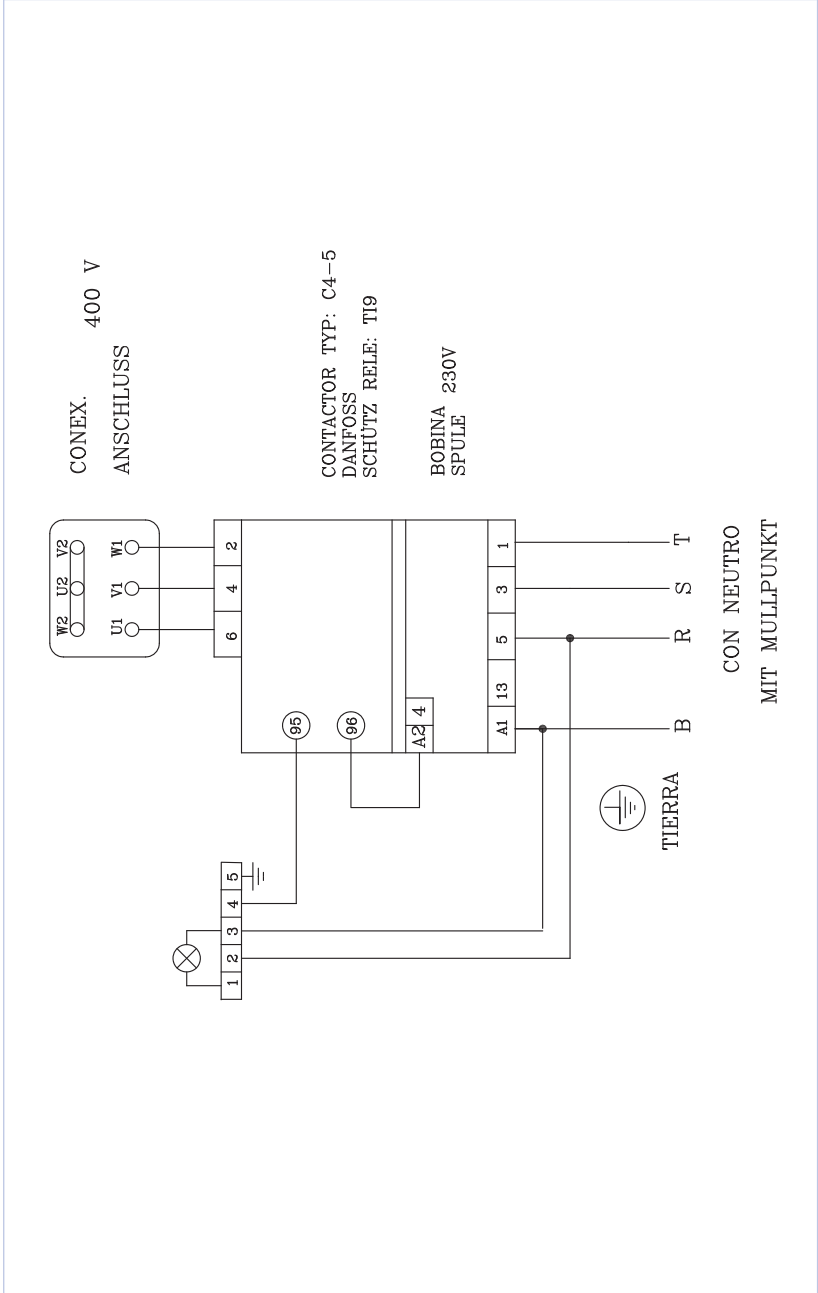 CONEX. 400 V
ANSCHLUSS
CONTACTOR TYP: C4-5
DANFOSS
SCHÜTZ RELE: TI9
BOBINA 230V
SPULE
W2 U2 V2
U1 V1 W1
6 4 2
95
96
A2 4
A1 13 5 3 1
1 2 3 4 5
B R S T
TIERRA
CON NEUTRO
MIT MULLPUNKT